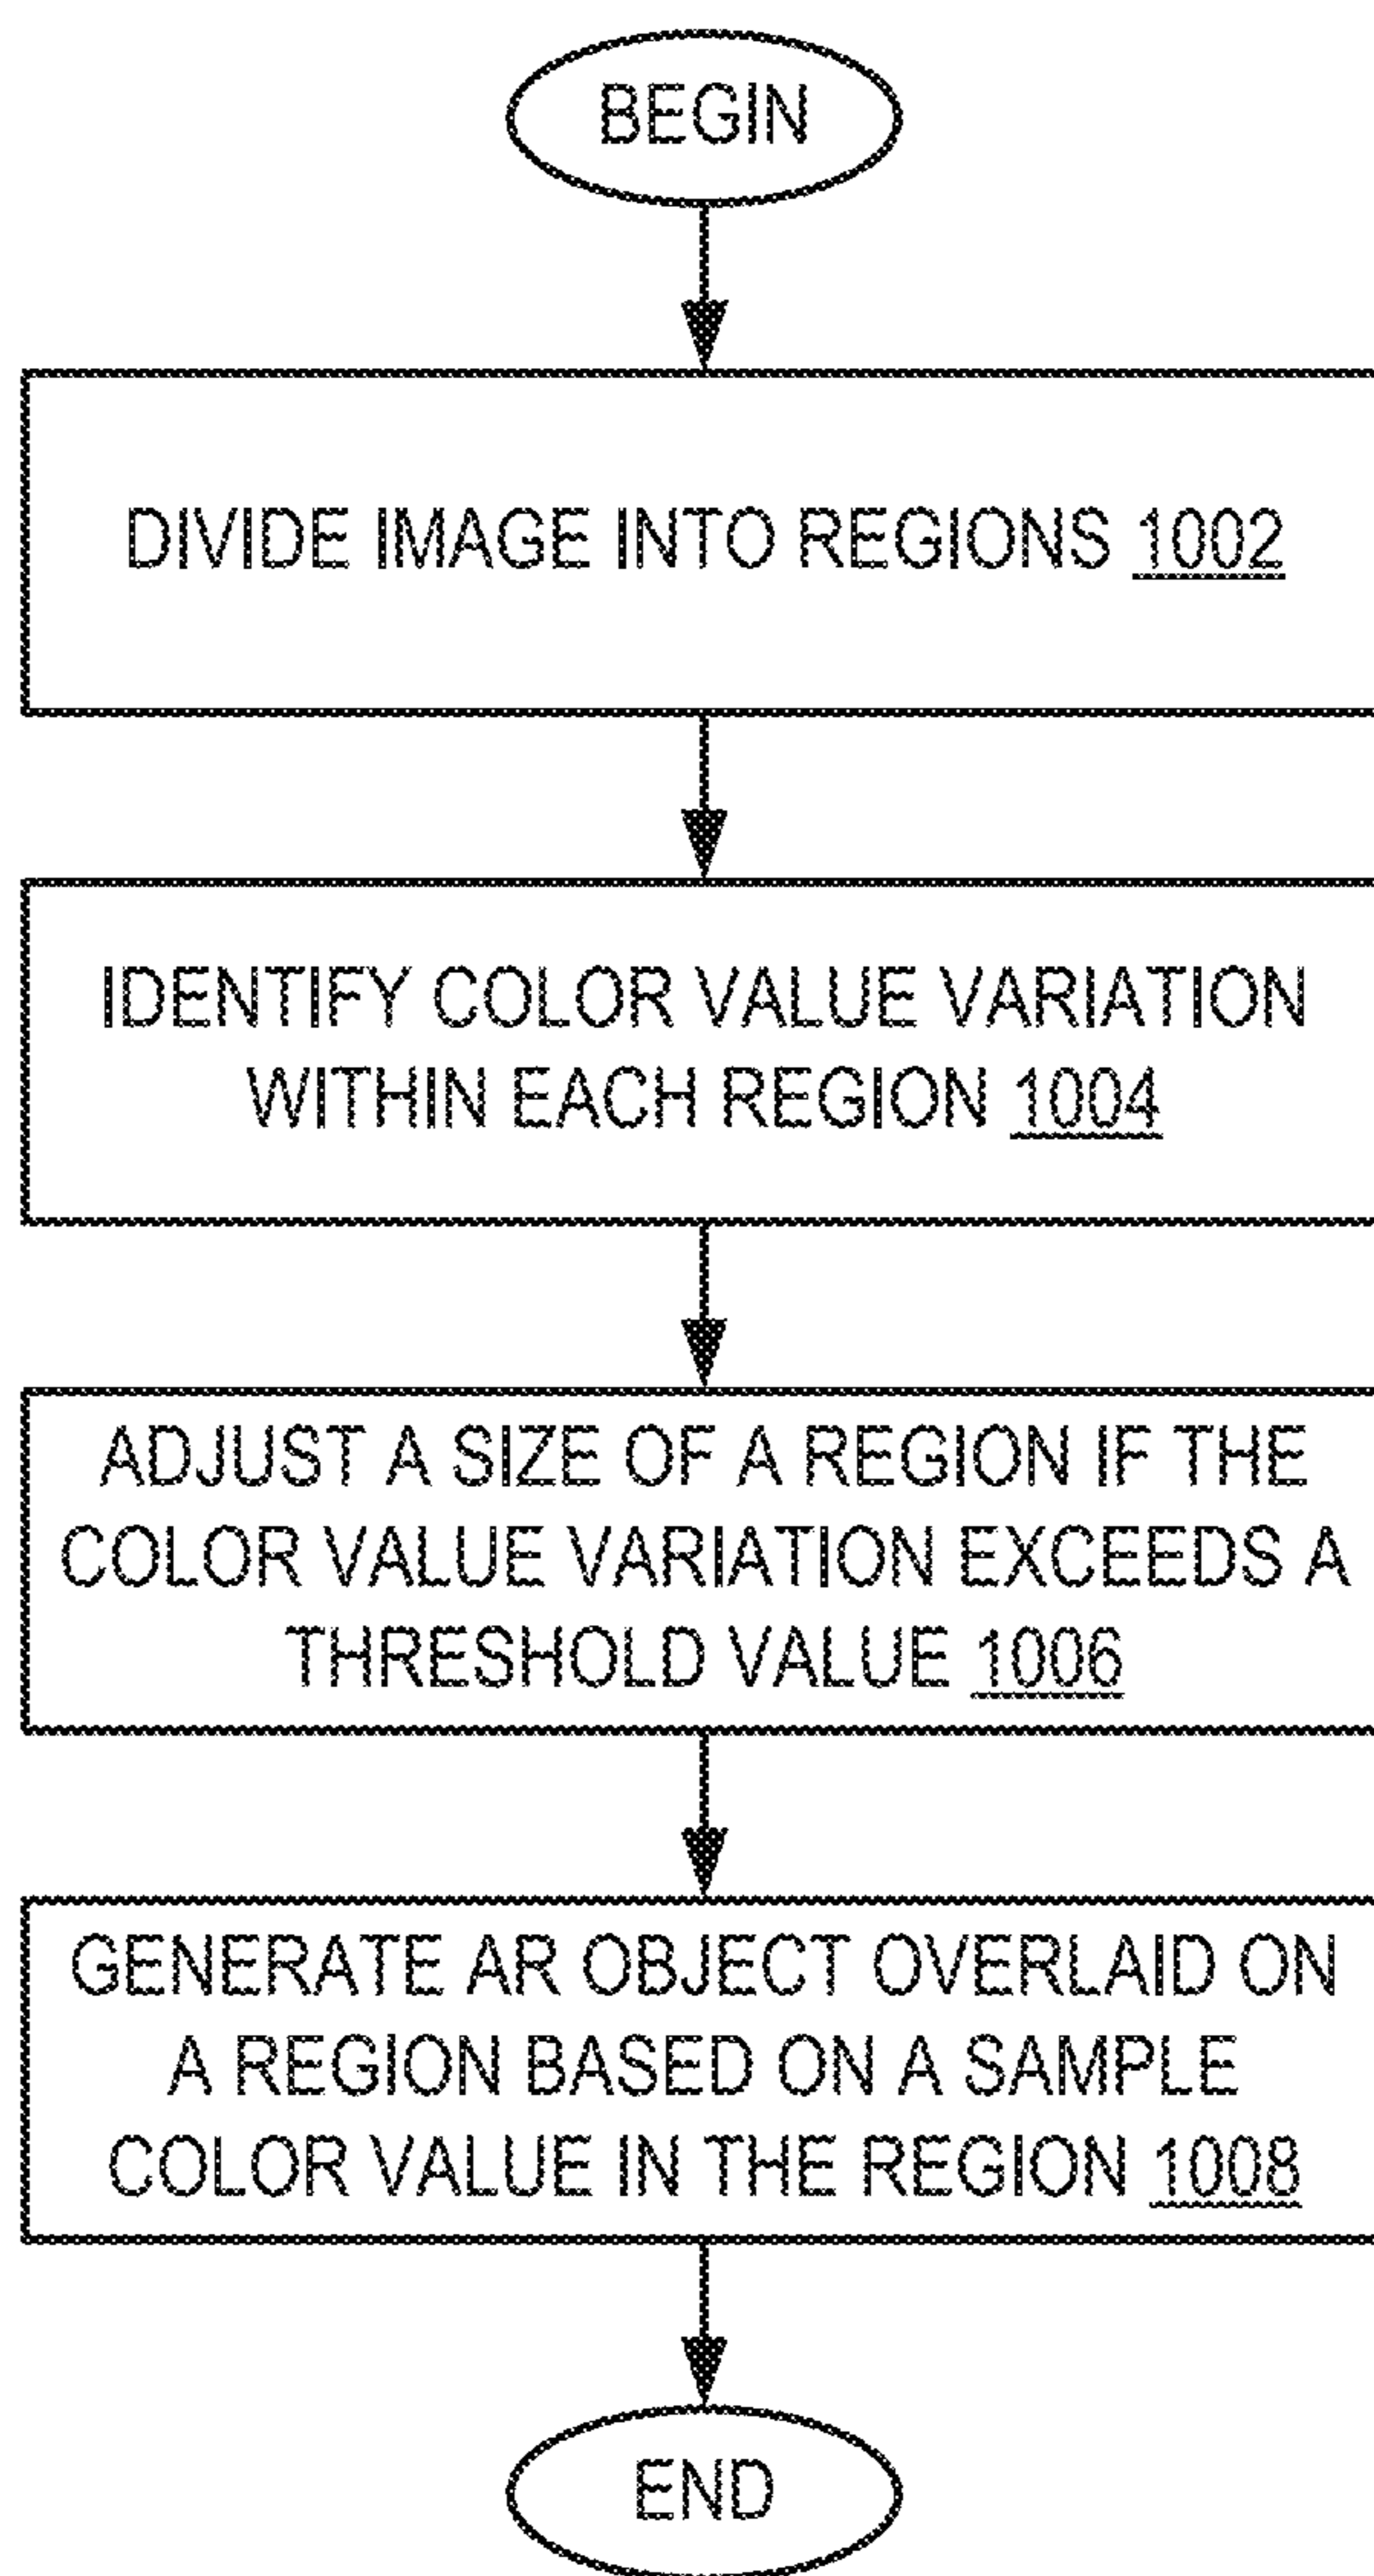 BEGIN
DIVIDE IMAGE INTO REGIONS 1002
IDENTIFY COLOR VALUE VARIATION
WITHIN EACH REGION 1004
ADJUST A SIZE OF A REGION IF THE
COLOR VALUE VARIATION EXCEEDS A
THRESHOLD VALUE 1006
GENERATE AR OBJECT OVERLAID ON
A REGION BASED ON A SAMPLE
COLOR VALUE IN THE REGION 1008
END